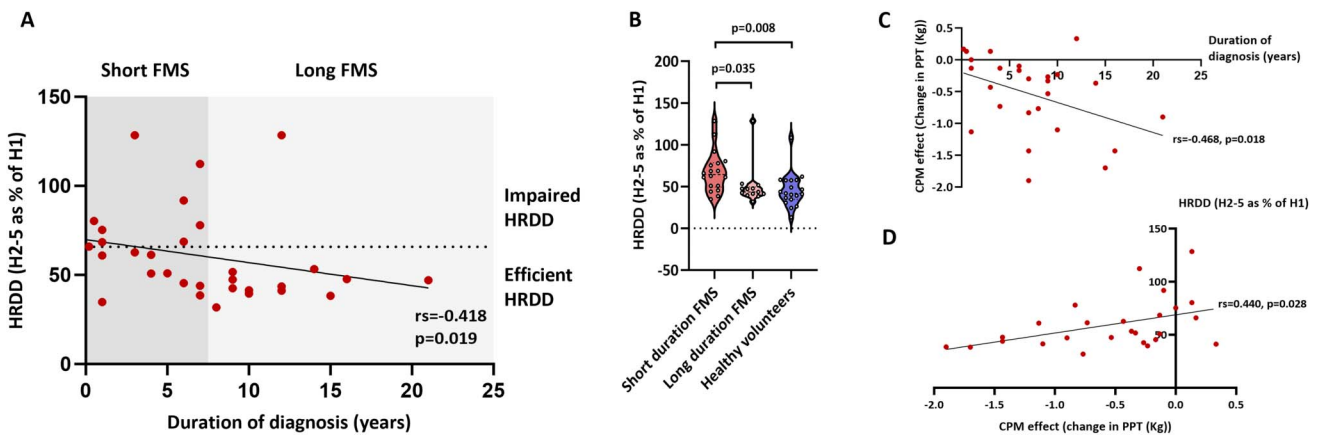 A
Short FMS
Long FMS
HRDD (H2-5 as % of H1)
150
100
50
0
0
5
10
15
20
25
Duration of diagnosis (years)
Impaired
HRDD
Efficient
HRDD
rs=-0.418
p=0.019
B
p=0.008
p=0.035
HRDD (H2-5 as % of H1)
200
150
100
50
0
-50
Short duration FMS
Long duration FMS
Healthy volunteers
C
CPM effect (Change in PPT (Kg))
0.5
0.0
-0.5
-1.0
-1.5
-2.0
Duration of
diagnosis (years)
5
10
15
20
25
rs=-0.468, p=0.018
D
HRDD (H2-5 as % of H1)
150
100
50
rs=0.440, p=0.028
-2.0
-1.5
-1.0
-0.5
0.0
0.5
CPM effect (change in PPT (Kg))